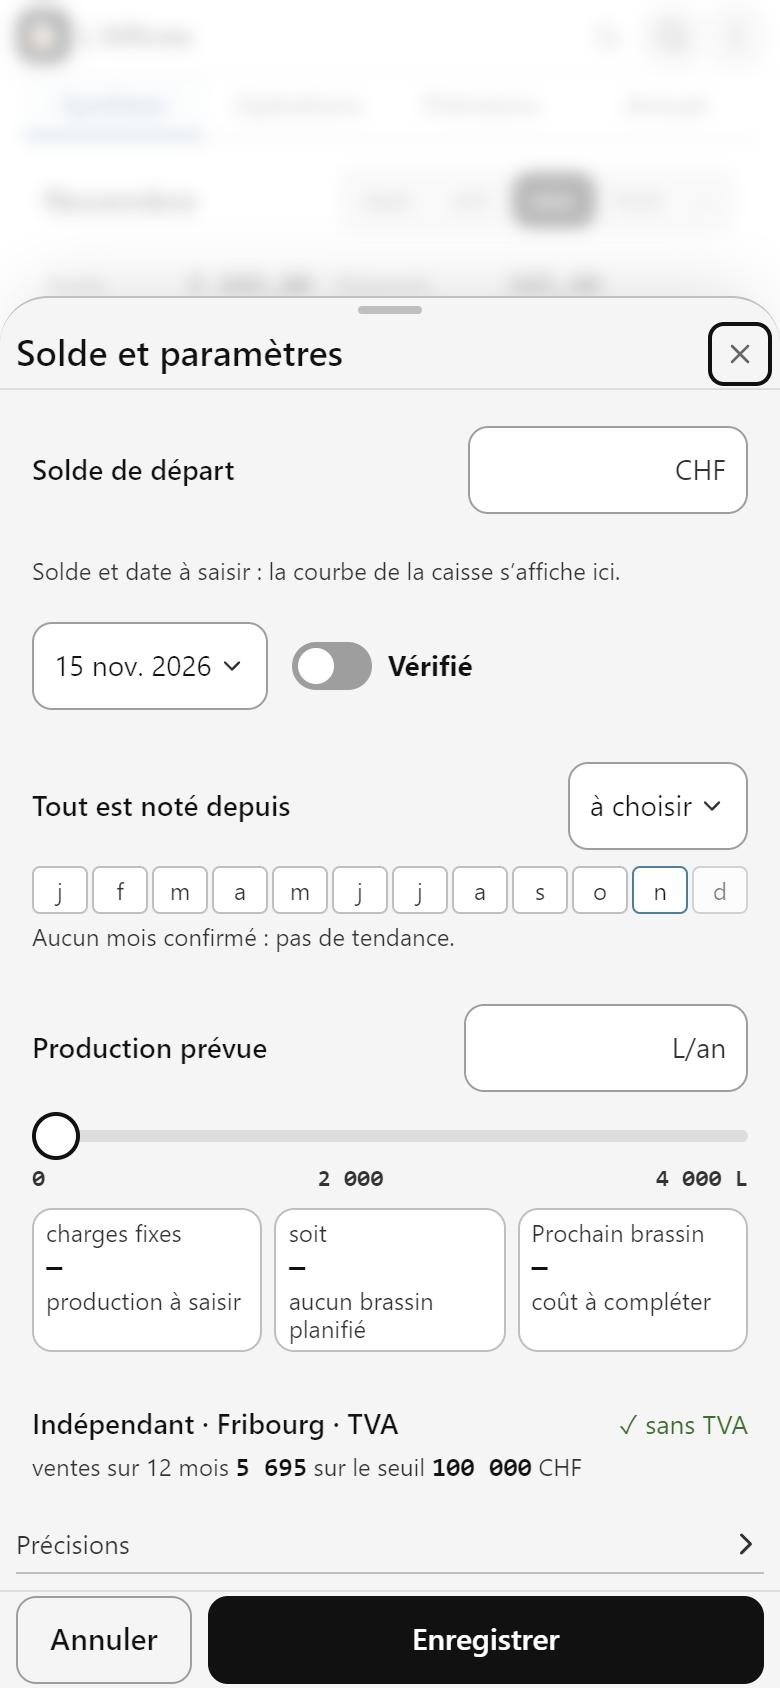 Solde et paramètres
Solde de départ
CHF
Solde et date à saisir : la courbe de la caisse s’affiche ici.
15 nov. 2026
Vérifié
Tout est noté depuis
à choisir
j f m a m j j a s o n d
Aucun mois confirmé : pas de tendance.
Production prévue
L/an
0 2 000 4 000 L
charges fixes
–
production à saisir
soit
–
aucun brassin
planifié
Prochain brassin
–
coût à compléter
Indépendant · Fribourg · TVA
✓ sans TVA
ventes sur 12 mois 5 695 sur le seuil 100 000 CHF
Précisions
Annuler
Enregistrer